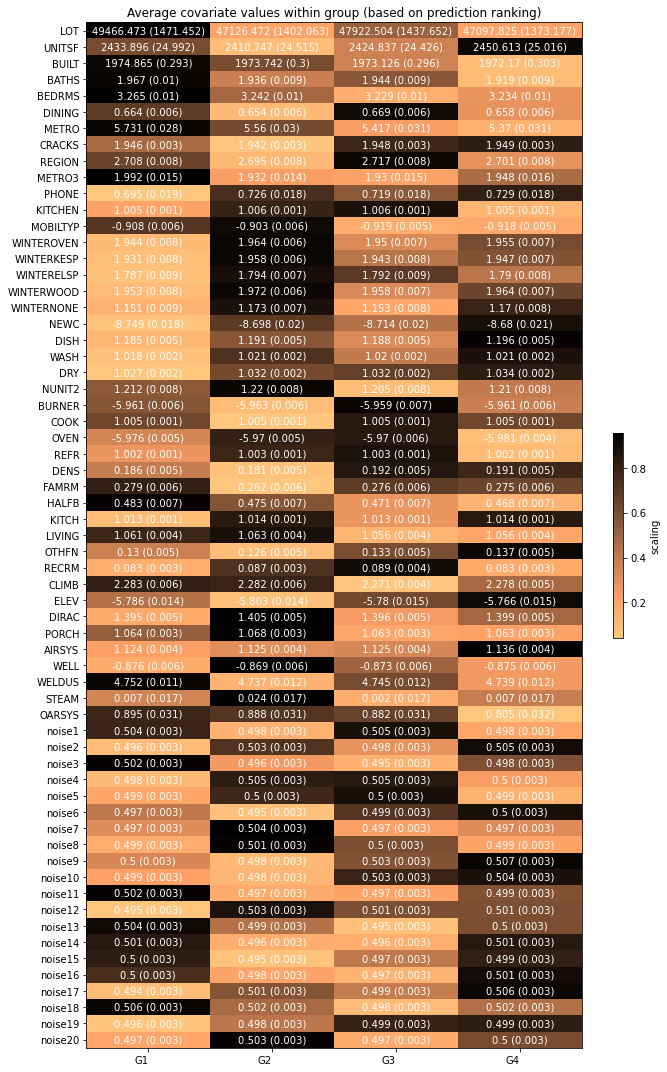 Average covariate values within group (based on prediction ranking)
LOT 49466.473 (1471.452) 47126.472 (1402.063) 47922.504 (1437.652) 47097.825 (1373.177)
UNITSF 2433.896 (24.992) 2410.747 (24.515) 2424.837 (24.426) 2450.613 (25.016)
BUILT 1974.865 (0.293) 1973.742 (0.3) 1973.126 (0.296) 1972.17 (0.303)
BATHS 1.967 (0.01) 1.936 (0.009) 1.944 (0.009) 1.919 (0.009)
BEDRMS 3.265 (0.01) 3.242 (0.01) 3.229 (0.01) 3.234 (0.01)
DINING 0.664 (0.006) 0.654 (0.006) 0.669 (0.006) 0.658 (0.006)
METRO 5.731 (0.028) 5.56 (0.03) 5.417 (0.031) 5.37 (0.031)
CRACKS 1.946 (0.003) 1.942 (0.003) 1.948 (0.003) 1.949 (0.003)
REGION 2.708 (0.008) 2.695 (0.008) 2.717 (0.008) 2.701 (0.008)
METRO3 1.992 (0.015) 1.932 (0.014) 1.93 (0.015) 1.948 (0.016)
PHONE 0.695 (0.019) 0.726 (0.018) 0.719 (0.018) 0.729 (0.018)
KITCHEN 1.005 (0.001) 1.006 (0.001) 1.006 (0.001) 1.005 (0.001)
MOBILTYP -0.908 (0.006) -0.903 (0.006) -0.919 (0.005) -0.918 (0.005)
WINTEROVEN 1.944 (0.008) 1.964 (0.006) 1.95 (0.007) 1.955 (0.007)
WINTERKESP 1.931 (0.008) 1.958 (0.006) 1.943 (0.008) 1.947 (0.007)
WINTERELSP 1.787 (0.009) 1.794 (0.007) 1.792 (0.009) 1.79 (0.008)
WINTERWOOD 1.953 (0.008) 1.972 (0.006) 1.958 (0.007) 1.964 (0.007)
WINTERNONE 1.151 (0.009) 1.173 (0.007) 1.153 (0.008) 1.17 (0.008)
NEWC -8.749 (0.018) -8.698 (0.02) -8.714 (0.02) -8.68 (0.021)
DISH 1.185 (0.005) 1.191 (0.005) 1.188 (0.005) 1.196 (0.005)
WASH 1.018 (0.002) 1.021 (0.002) 1.02 (0.002) 1.021 (0.002)
DRY 1.027 (0.002) 1.032 (0.002) 1.032 (0.002) 1.034 (0.002)
NUNIT2 1.212 (0.008) 1.22 (0.008) 1.205 (0.008) 1.21 (0.008)
BURNER -5.961 (0.006) -5.963 (0.006) -5.959 (0.007) -5.961 (0.006)
COOK 1.005 (0.001) 1.005 (0.001) 1.005 (0.001) 1.005 (0.001)
OVEN -5.976 (0.005) -5.97 (0.005) -5.97 (0.006) -5.981 (0.004)
REFR 1.002 (0.001) 1.003 (0.001) 1.003 (0.001) 1.002 (0.001)
DENS 0.186 (0.005) 0.181 (0.005) 0.192 (0.005) 0.191 (0.005)
FAMRM 0.279 (0.006) 0.262 (0.006) 0.276 (0.006) 0.275 (0.006)
HALFB 0.483 (0.007) 0.475 (0.007) 0.471 (0.007) 0.468 (0.007)
KITCH 1.013 (0.001) 1.014 (0.001) 1.013 (0.001) 1.014 (0.001)
LIVING 1.061 (0.004) 1.063 (0.004) 1.056 (0.004) 1.056 (0.004)
OTHFN 0.13 (0.005) 0.126 (0.005) 0.133 (0.005) 0.137 (0.005)
RECRM 0.083 (0.003) 0.087 (0.003) 0.089 (0.004) 0.083 (0.003)
CLIMB 2.283 (0.006) 2.282 (0.006) 2.271 (0.004) 2.278 (0.005)
ELEV -5.786 (0.014) -5.803 (0.014) -5.78 (0.015) -5.766 (0.015)
DIRAC 1.395 (0.005) 1.405 (0.005) 1.396 (0.005) 1.399 (0.005)
PORCH 1.064 (0.003) 1.068 (0.003) 1.063 (0.003) 1.063 (0.003)
AIRSYS 1.124 (0.004) 1.125 (0.004) 1.125 (0.004) 1.136 (0.004)
WELL -0.876 (0.006) -0.869 (0.006) -0.873 (0.006) -0.875 (0.006)
WELDUS 4.752 (0.011) 4.737 (0.012) 4.745 (0.012) 4.739 (0.012)
STEAM 0.007 (0.017) 0.024 (0.017) 0.002 (0.017) 0.007 (0.017)
OARSYS 0.895 (0.031) 0.888 (0.031) 0.882 (0.031) 0.805 (0.032)
noise1 0.504 (0.003) 0.498 (0.003) 0.505 (0.003) 0.498 (0.003)
noise2 0.496 (0.003) 0.503 (0.003) 0.498 (0.003) 0.505 (0.003)
noise3 0.502 (0.003) 0.496 (0.003) 0.495 (0.003) 0.498 (0.003)
noise4 0.498 (0.003) 0.505 (0.003) 0.505 (0.003) 0.5 (0.003)
noise5 0.499 (0.003) 0.5 (0.003) 0.5 (0.003) 0.499 (0.003)
noise6 0.497 (0.003) 0.495 (0.003) 0.499 (0.003) 0.5 (0.003)
noise7 0.497 (0.003) 0.504 (0.003) 0.497 (0.003) 0.497 (0.003)
noise8 0.499 (0.003) 0.501 (0.003) 0.5 (0.003) 0.499 (0.003)
noise9 0.5 (0.003) 0.498 (0.003) 0.503 (0.003) 0.507 (0.003)
noise10 0.499 (0.003) 0.498 (0.003) 0.503 (0.003) 0.504 (0.003)
noise11 0.502 (0.003) 0.497 (0.003) 0.497 (0.003) 0.499 (0.003)
noise12 0.495 (0.003) 0.503 (0.003) 0.501 (0.003) 0.501 (0.003)
noise13 0.504 (0.003) 0.499 (0.003) 0.495 (0.003) 0.5 (0.003)
noise14 0.501 (0.003) 0.496 (0.003) 0.496 (0.003) 0.501 (0.003)
noise15 0.5 (0.003) 0.495 (0.003) 0.497 (0.003) 0.499 (0.003)
noise16 0.5 (0.003) 0.498 (0.003) 0.497 (0.003) 0.501 (0.003)
noise17 0.494 (0.003) 0.501 (0.003) 0.499 (0.003) 0.506 (0.003)
noise18 0.506 (0.003) 0.502 (0.003) 0.498 (0.003) 0.502 (0.003)
noise19 0.496 (0.003) 0.498 (0.003) 0.499 (0.003) 0.499 (0.003)
noise20 0.497 (0.003) 0.503 (0.003) 0.497 (0.003) 0.5 (0.003)
G1 G2 G3 G4
0.8
0.6
0.4
0.2
scaling